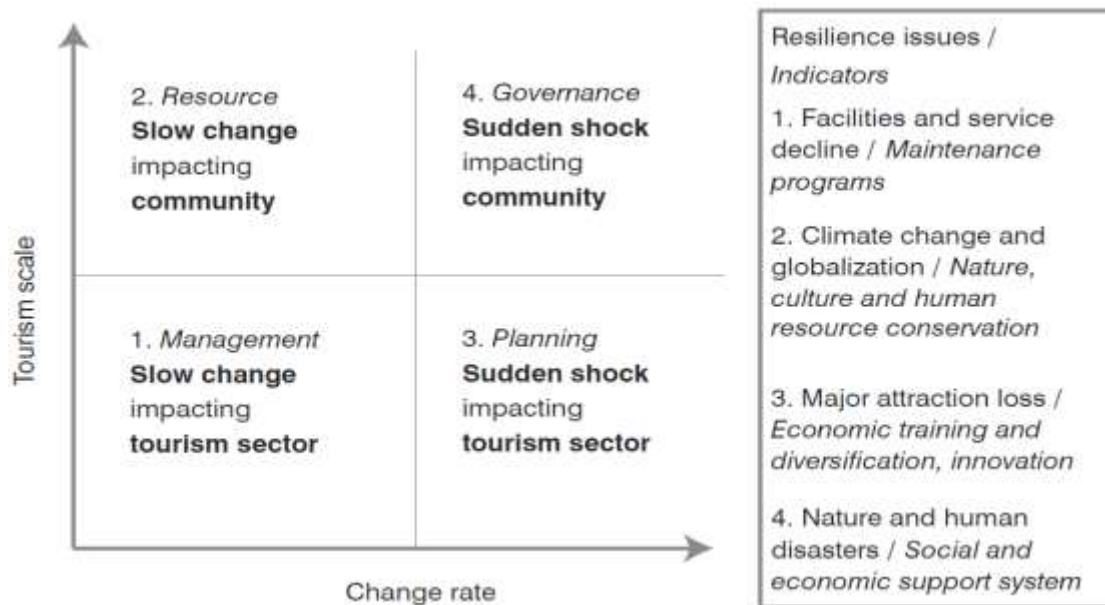 Tourism scale
2. Resource
Slow change
impacting
community
4. Governance
Sudden shock
impacting
community
1. Management
Slow change
impacting
tourism sector
3. Planning
Sudden shock
impacting
tourism sector
Change rate
Resilience issues /
Indicators
1. Facilities and service
decline / Maintenance
programs
2. Climate change and
globalization / Nature,
culture and human
resource conservation
3. Major attraction loss /
Economic training and
diversification, innovation
4. Nature and human
disasters / Social and
economic support system